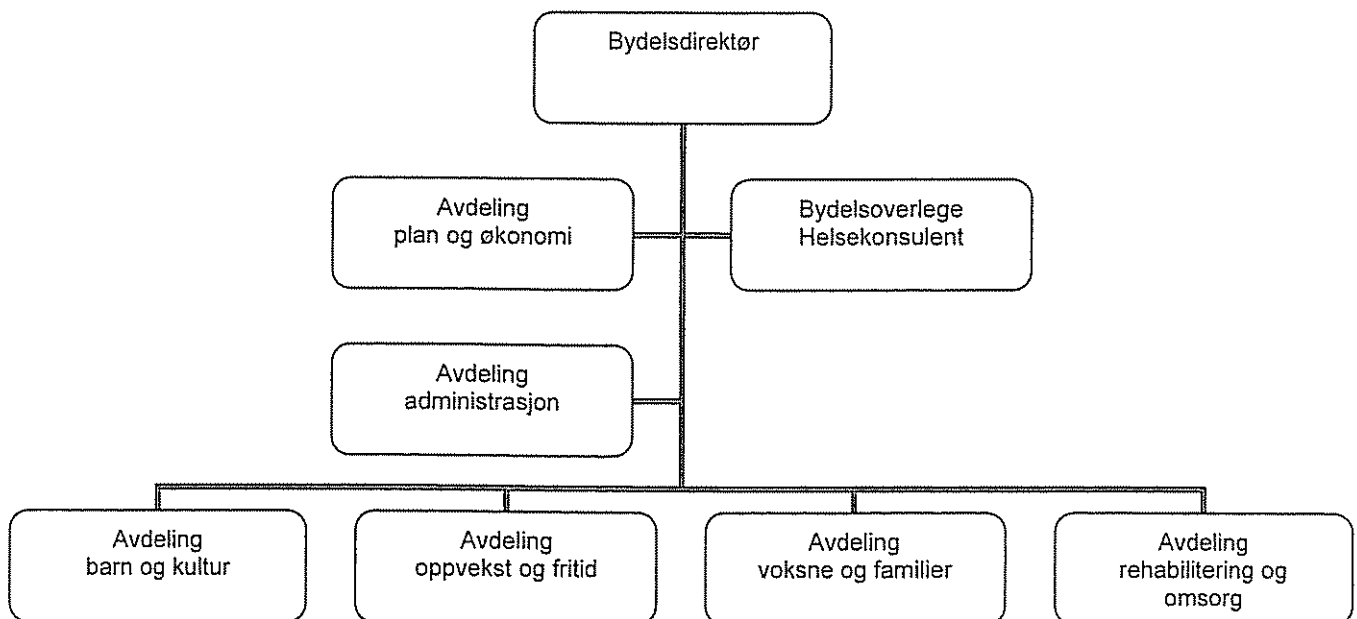 Bydelsdirektør
Avdeling
plan og økonomi
Bydelsoverlege
Helsekonsulent
Avdeling
administrasjon
Avdeling
barn og kultur
Avdeling
oppvekst og fritid
Avdeling
voksne og familier
Avdeling
rehabilitering og
omsorg